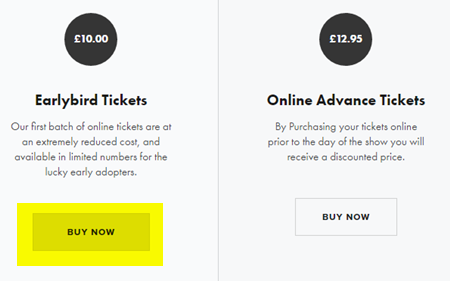 £10.00
Earlybird Tickets
Our first batch of online tickets are at
an extremely reduced cost, and
available in limited numbers for the
lucky early adopters.
BUY NOW
£12.95
Online Advance Tickets
By Purchasing your tickets online
prior to the day of the show you will
receive a discounted price.
BUY NOW